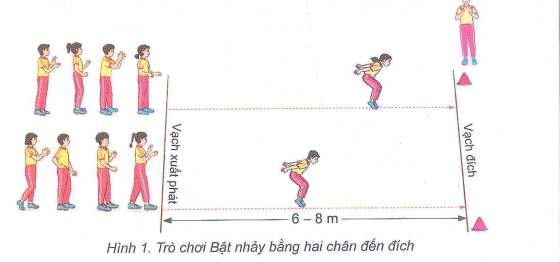 Vạch xuất phát
Vạch đích
6 – 8 m
Hình 1. Trò chơi Bật nhảy bằng hai chân đến đích